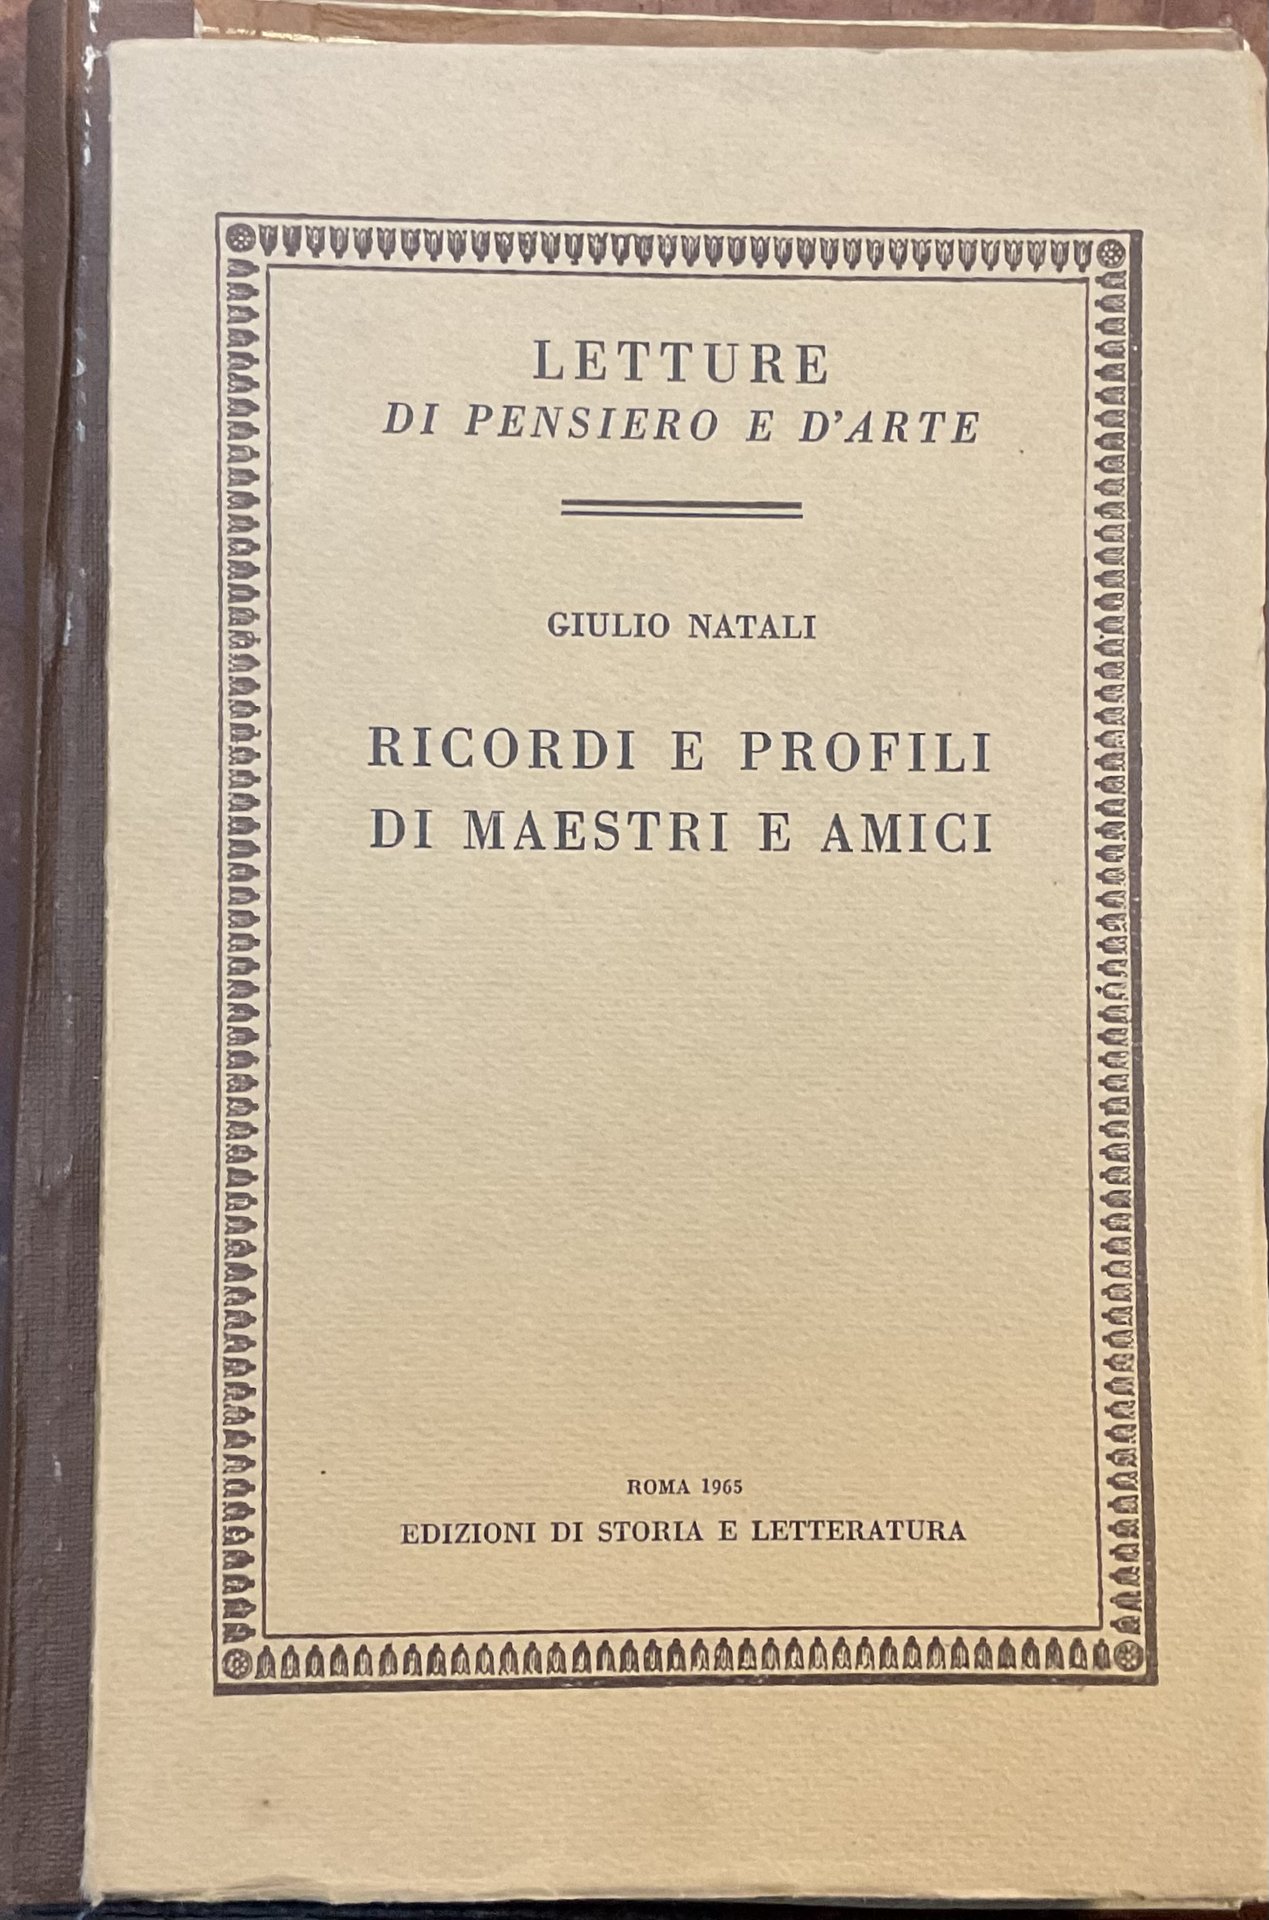 LETTURE
DI PENSIERO E D'ARTE
GIULIO NATALI
RICORDI E PROFILI
DI MAESTRI E AMICI
ROMA 1965
EDIZIONI DI STORIA E LETTERATURA